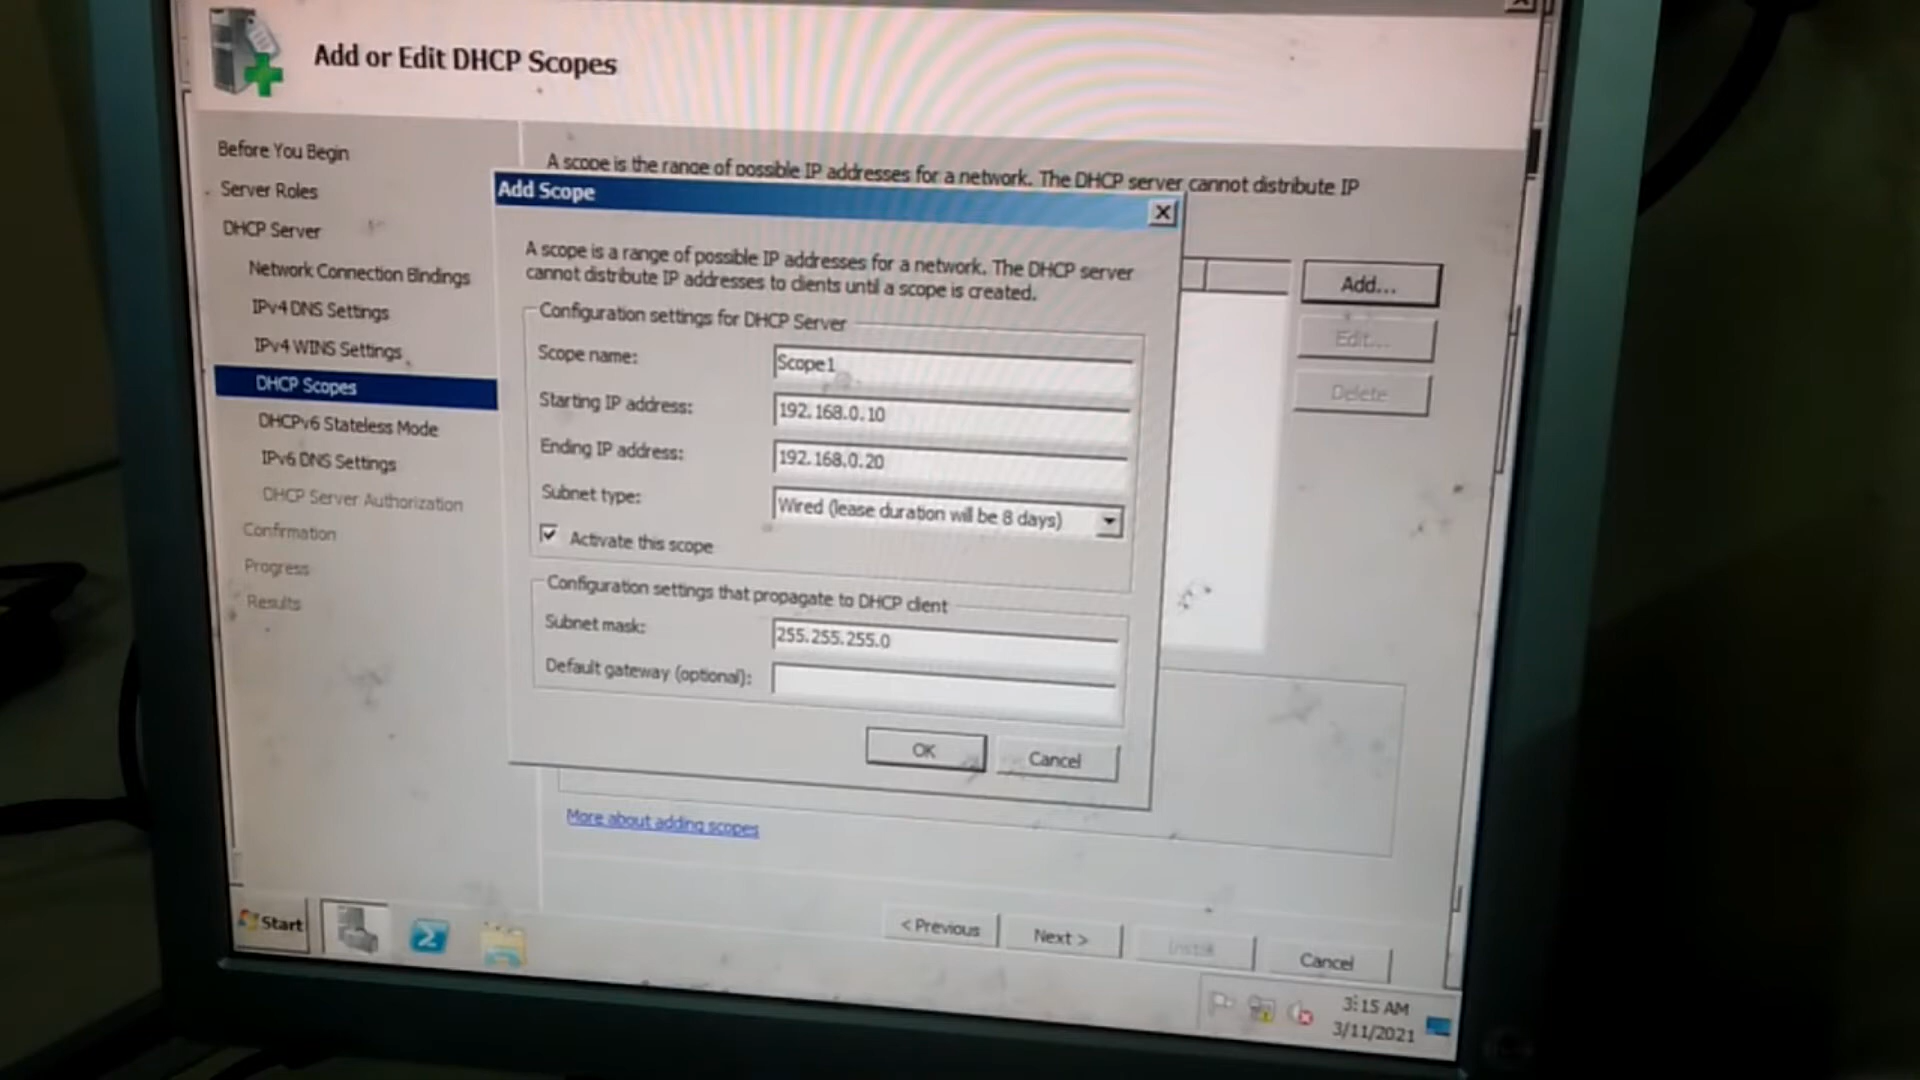 Add or Edit DHCP Scopes
Before You Begin
Server Roles
DHCP Server
Network Connection Bindings
IPv4 DNS Settings
IPv4 WINS Settings
DHCP Scopes
DHCPv6 Stateless Mode
IPv6 DNS Settings
DHCP Server Authorization
Confirmation
Progress
Results
A scope is the range of possible IP addresses for a network. The DHCP server cannot distribute IP
Add...
Edit...
Delete
Add Scope
A scope is a range of possible IP addresses for a network. The DHCP server
cannot distribute IP addresses to clients until a scope is created.
Configuration settings for DHCP Server
Scope name: Scope1
Starting IP address: 192.168.0.10
Ending IP address: 192.168.0.20
Subnet type: Wired (lease duration will be 8 days)
Activate this scope
Configuration settings that propagate to DHCP client
Subnet mask: 255.255.255.0
Default gateway (optional):
OK Cancel
More about adding scopes
< Previous Next > Install Cancel
Start
3:15 AM
3/11/2021